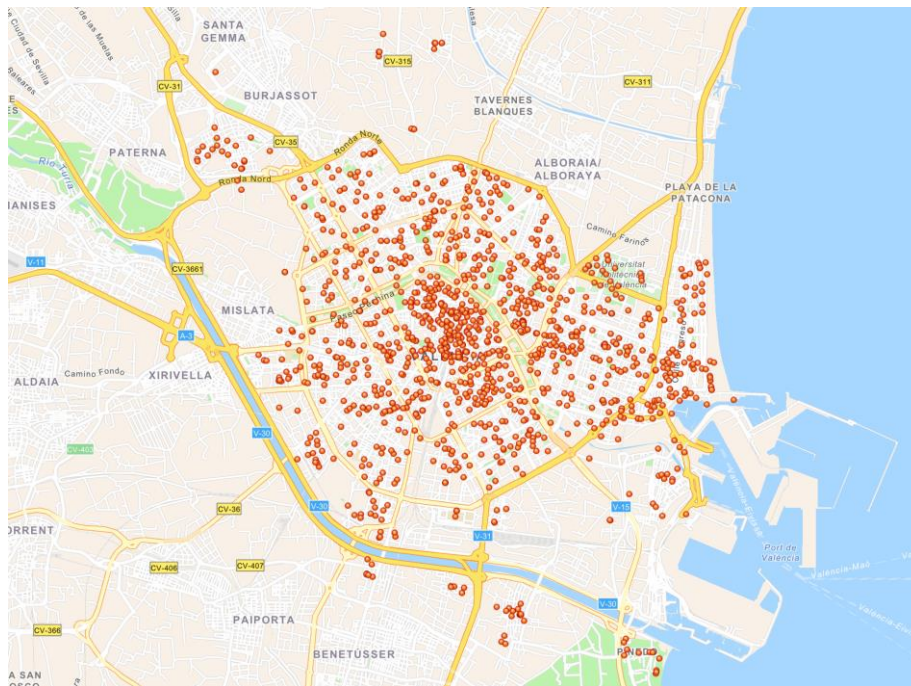 SANTA
GEMMA
CV-315
CV-31
CV-311
BURJASSOT
TAVERNES
BLANQUES
CV-35
Ronda Norte
PATERNA
ALBORAIA/
ALBORAYA
Río Turia
Ronda Nord
PLAYA DE LA
PATACONA
MANISES
Camino Farinós
V-11
CV-3661
Universitat
Politècnica
de València
MISLATA
Paseo Pechina
A-3
ALDAIA
Camino Fondo
XIRIVELLA
V-30
CV-403
CV-36
V-30
V-15
V-31
Port de
València
CV-406
CV-407
V-30
PAIPORTA
CV-366
BENETÚSSER